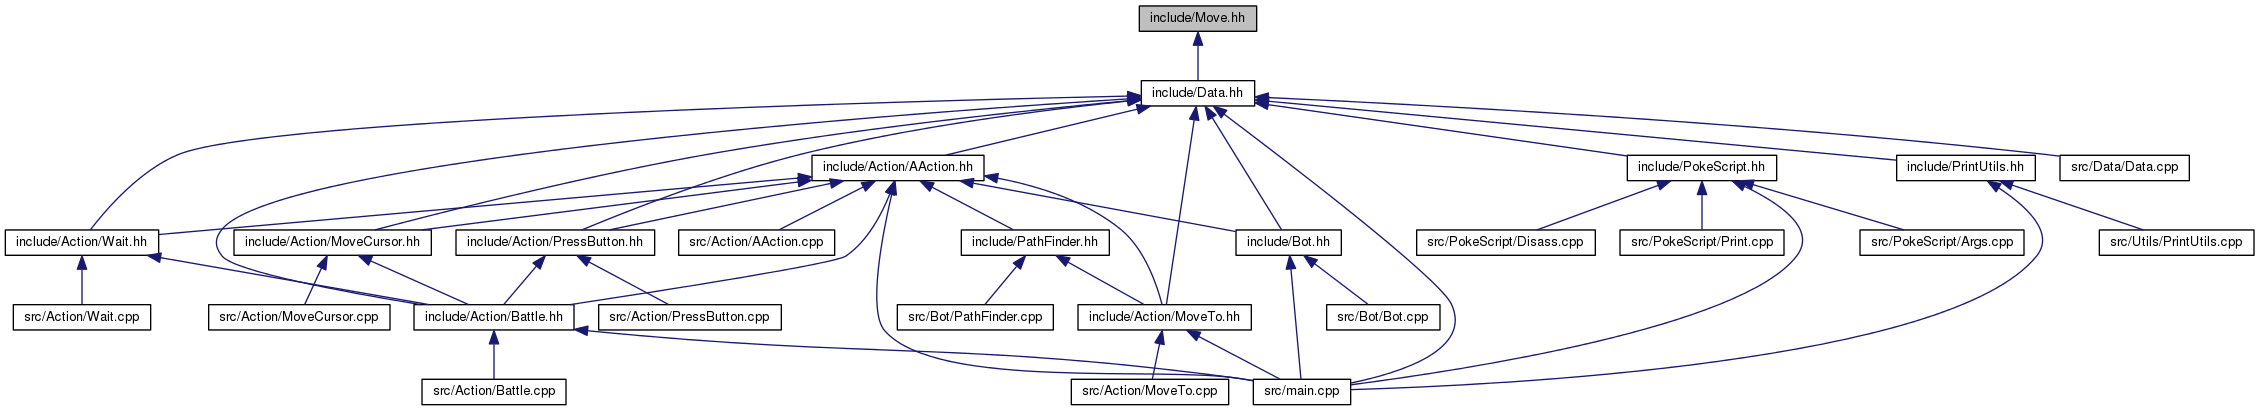 include/Move.hh
include/Data.hh
include/Action/AAction.hh
include/PokeScript.hh
include/PrintUtils.hh
src/Data/Data.cpp
include/Action/Wait.hh
include/Action/MoveCursor.hh
include/Action/PressButton.hh
src/Action/AAction.cpp
include/PathFinder.hh
include/Bot.hh
src/PokeScript/Disass.cpp
src/PokeScript/Print.cpp
src/PokeScript/Args.cpp
src/Utils/PrintUtils.cpp
src/Action/Wait.cpp
src/Action/MoveCursor.cpp
include/Action/Battle.hh
src/Action/PressButton.cpp
src/Bot/PathFinder.cpp
include/Action/MoveTo.hh
src/Bot/Bot.cpp
src/Action/Battle.cpp
src/Action/MoveTo.cpp
src/main.cpp